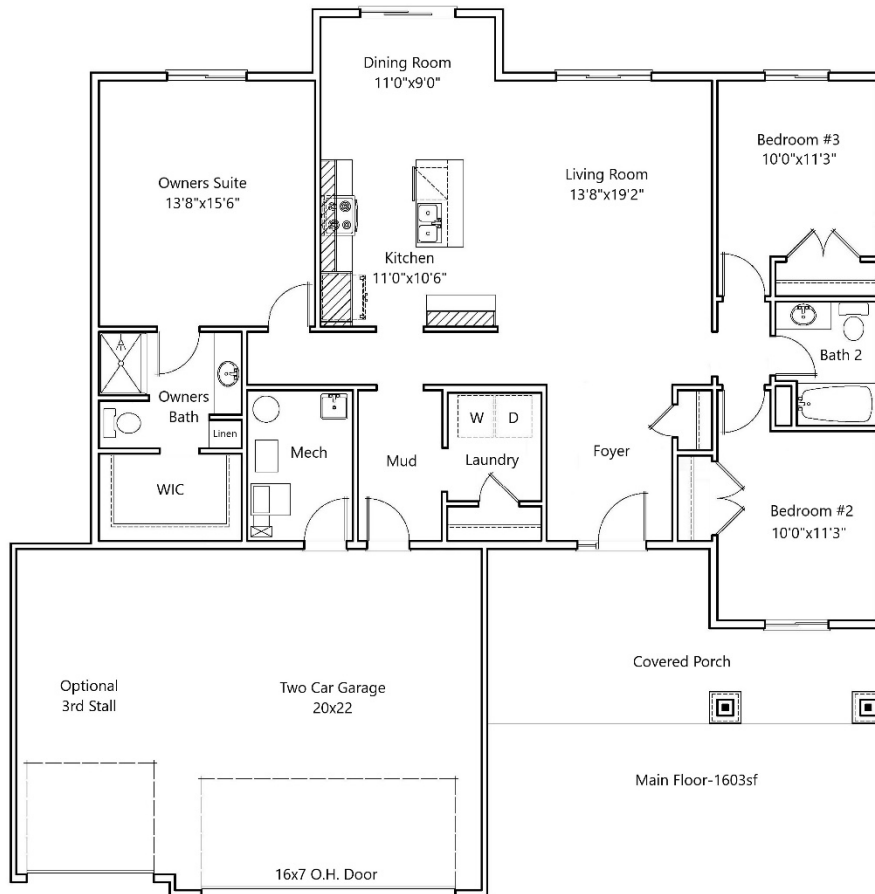 Dining Room
11'0"x9'0"
Bedroom #3
10'0"x11'3"
Owners Suite
13'8"x15'6"
Living Room
13'8"x19'2"
Kitchen
11'0"x10'6"
Bath 2
Owners
Bath
Linen
W D
Mech
Mud
Laundry
Foyer
WIC
Bedroom #2
10'0"x11'3"
Covered Porch
Optional
3rd Stall
Two Car Garage
20x22
Main Floor-1603sf
16x7 O.H. Door